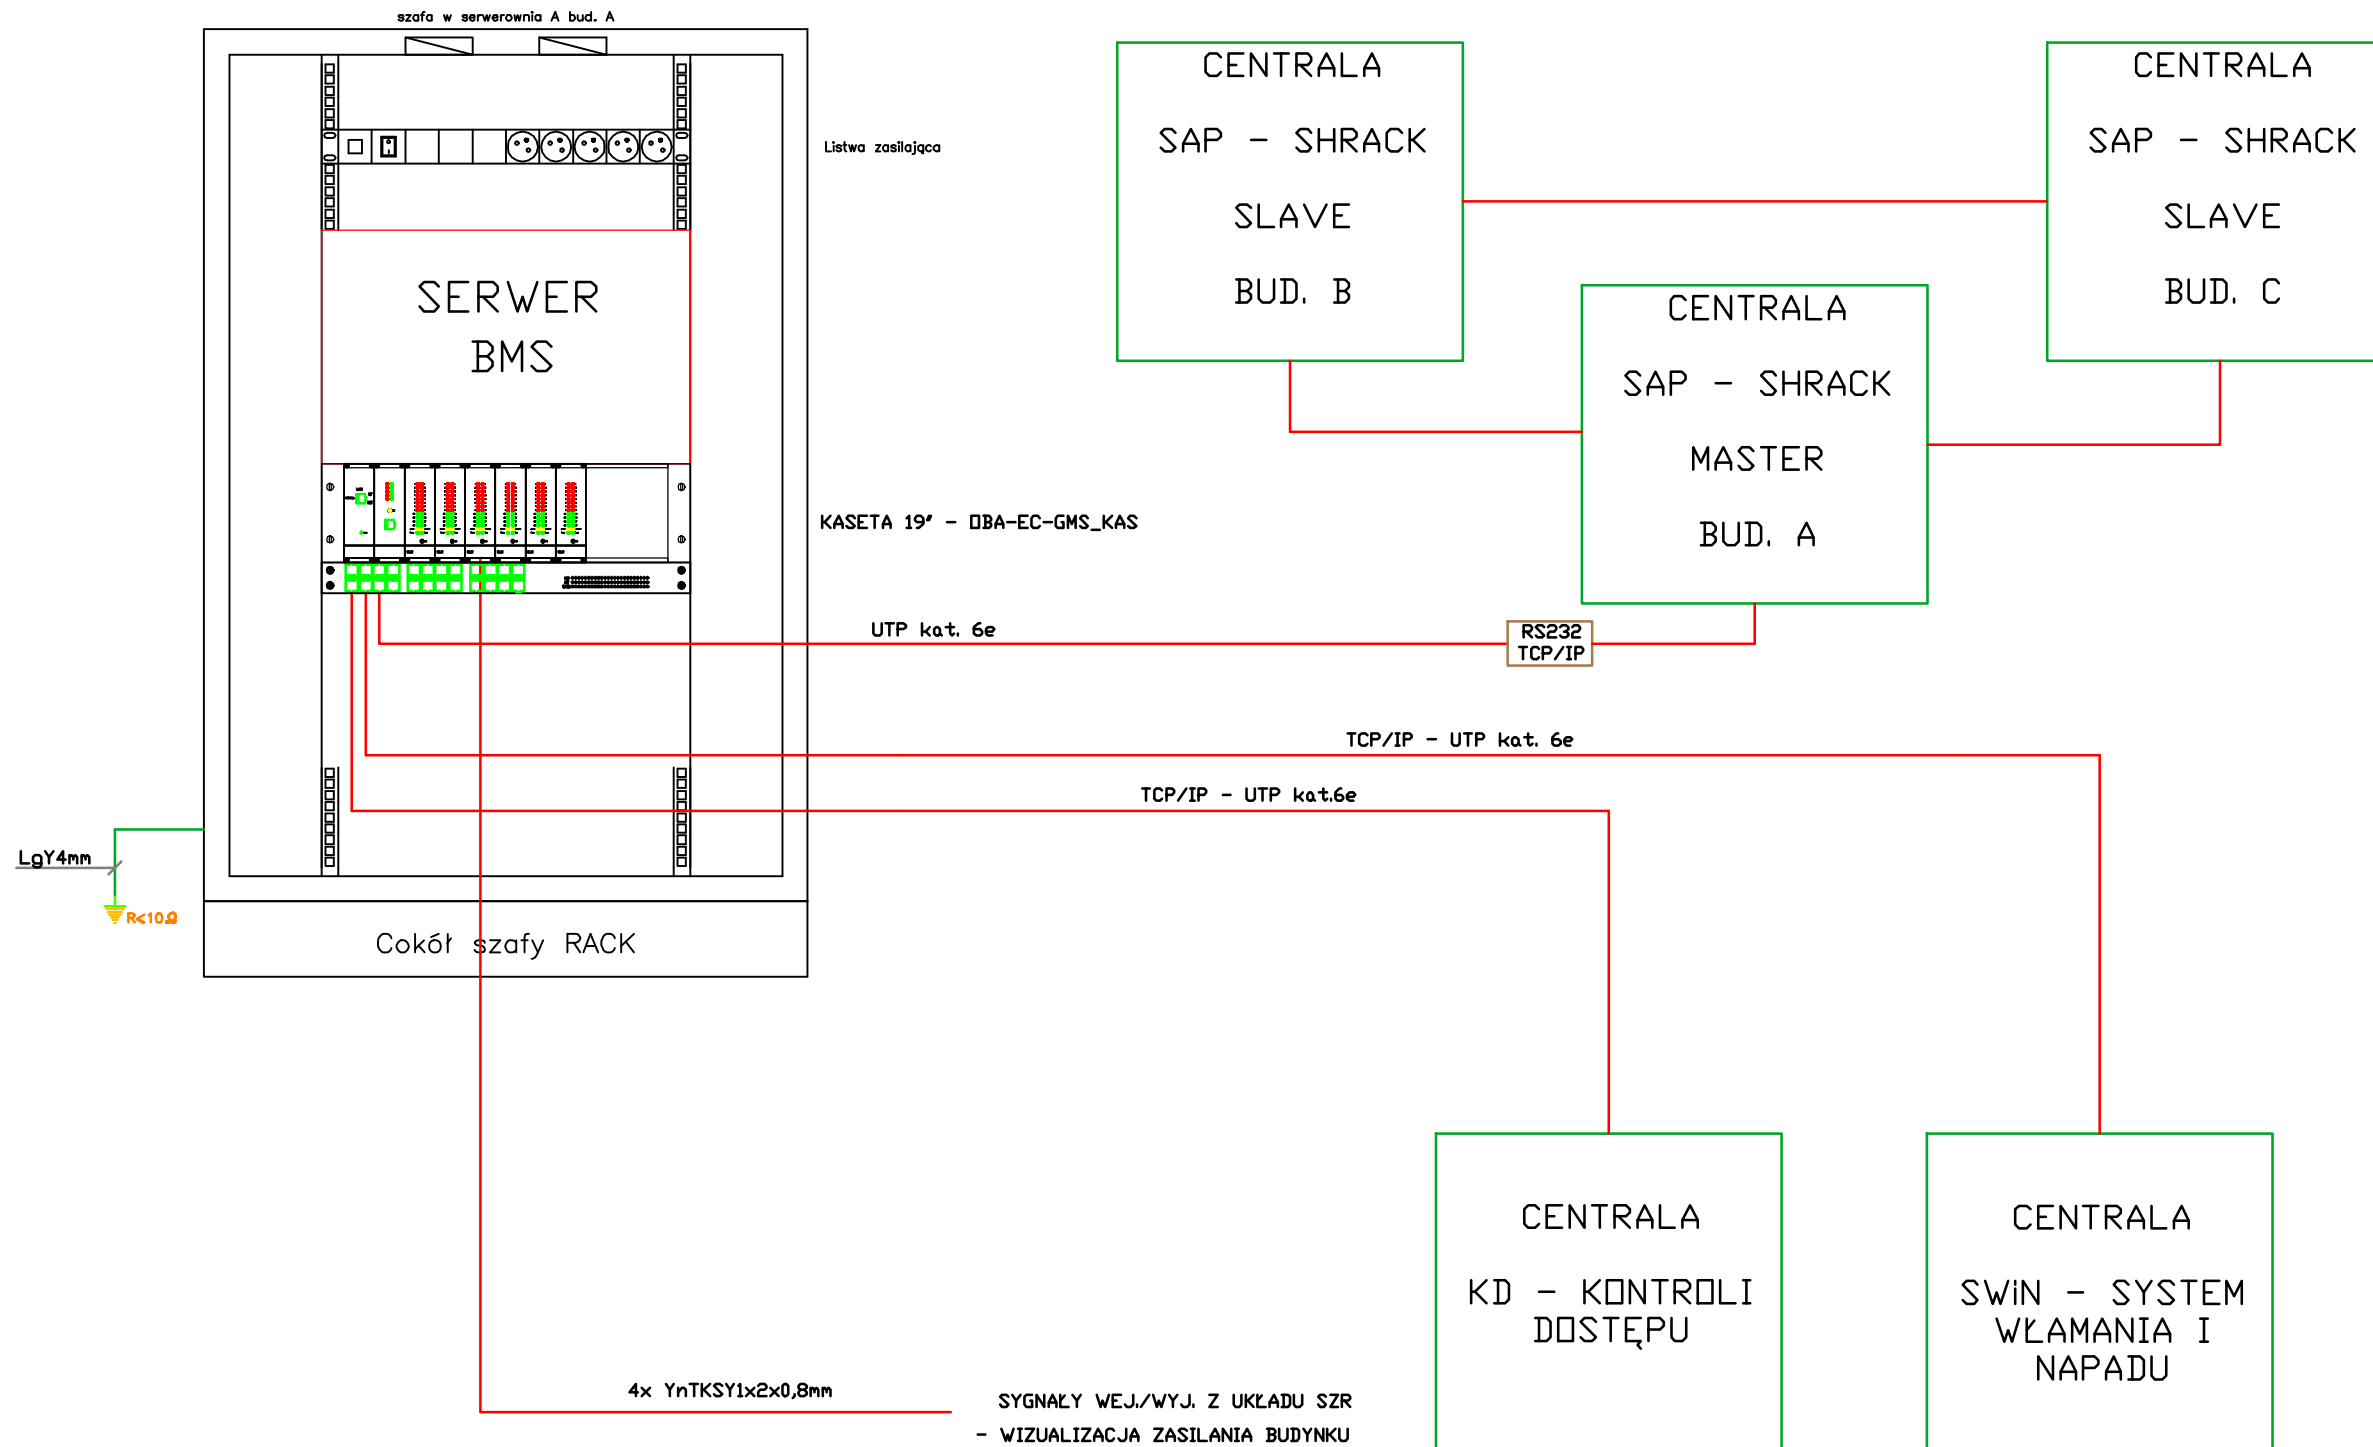 szafa w serwerownia A bud. A
Listwa zasilająca
SERWER
BMS
KASETA 19" - OBA-EC-GMS_KAS
CENTRALA
SAP - SHRACK
SLAVE
BUD. B
CENTRALA
SAP - SHRACK
SLAVE
BUD. C
CENTRALA
SAP - SHRACK
MASTER
BUD. A
UTP kat. 6e
RS232
TCP/IP
TCP/IP - UTP kat. 6e
TCP/IP - UTP kat.6e
LgY4mm
R<10Ω
Cokół szafy RACK
CENTRALA
KD - KONTROLI
DOSTĘPU
CENTRALA
SWiN - SYSTEM
WŁAMANIA I
NAPADU
4x YnTKSY1x2x0,8mm
SYGNAŁY WEJ./WYJ. Z UKŁADU SZR
- WIZUALIZACJA ZASILANIA BUDYNKU